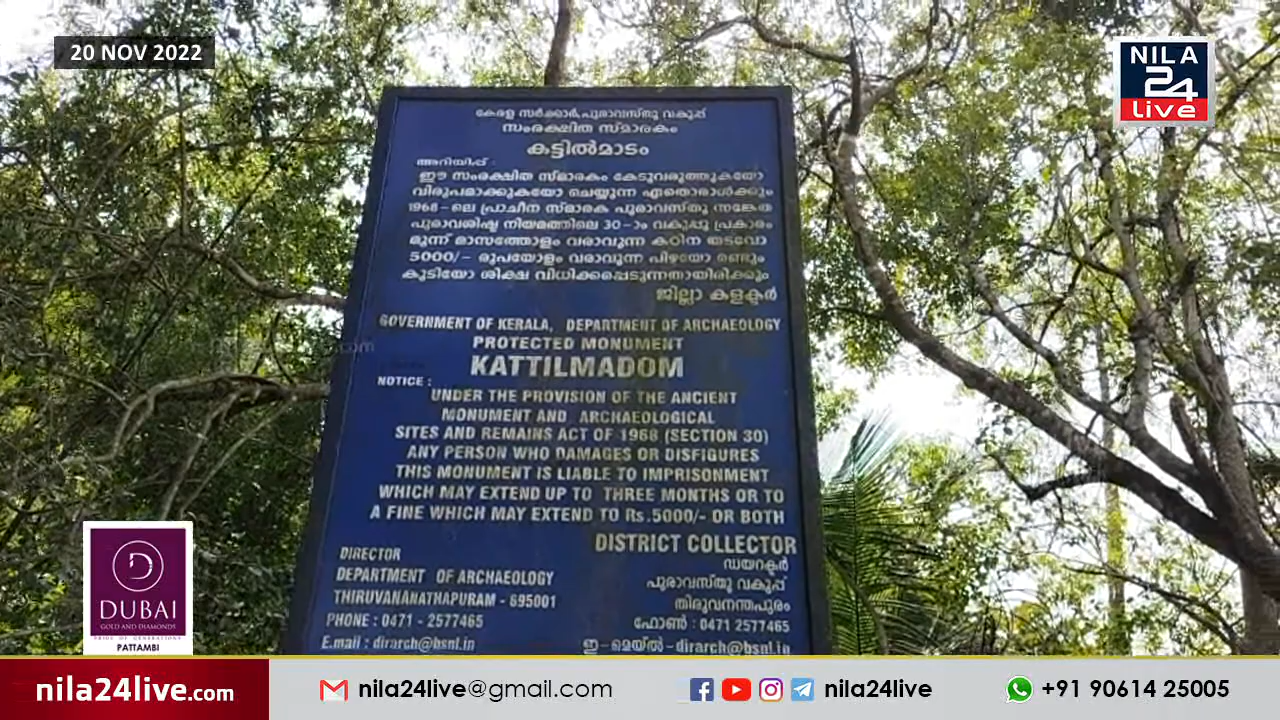 20 NOV 2022
NILA
24
live
കേരള സർക്കാർ, പുരാവസ്തു വകുപ്പ്
സംരക്ഷിത സ്മാരകം
കട്ടിൽമാടം
അറിയിപ്പ് :
ഈ സംരക്ഷിത സ്മാരകം കേടുവരുത്തുകയോ
വിരൂപമാക്കുകയോ ചെയ്യുന്ന ഏതൊരാൾക്കും
1968-ലെ പ്രാചീന സ്മാരക പുരാവസ്തു സങ്കേത
പുരാവശിഷ്ട നിയമത്തിലെ 30-ാം വകുപ്പു പ്രകാരം
മൂന്ന് മാസത്തോളം വരാവുന്ന കഠിന തടവോ
5000/- രൂപയോളം വരാവുന്ന പിഴയോ രണ്ടും
കൂടിയോ ശിക്ഷ വിധിക്കപ്പെടുന്നതായിരിക്കും
ജില്ലാ കളക്ടർ
GOVERNMENT OF KERALA, DEPARTMENT OF ARCHAEOLOGY
PROTECTED MONUMENT
KATTILMADOM
NOTICE :
UNDER THE PROVISION OF THE ANCIENT
MONUMENT AND ARCHAEOLOGICAL
SITES AND REMAINS ACT OF 1968 (SECTION 30)
ANY PERSON WHO DAMAGES OR DISFIGURES
THIS MONUMENT IS LIABLE TO IMPRISONMENT
WHICH MAY EXTEND UP TO THREE MONTHS OR TO
A FINE WHICH MAY EXTEND TO Rs.5000/- OR BOTH
DISTRICT COLLECTOR
DIRECTOR
DEPARTMENT OF ARCHAEOLOGY
THIRUVANANATHAPURAM - 695001
PHONE : 0471 - 2577465
E.mail : dirarch@bsnl.in
ഡയറക്ടർ
പുരാവസ്തു വകുപ്പ്
തിരുവനന്തപുരം
ഫോൺ : 0471 2577465
ഇ-മെയ്ൽ-dirarch@bsnl.in
DUBAI
GOLD AND DIAMONDS
PRIDE OF GENERATIONS
PATTAMBI
nila24live.com
nila24live@gmail.com
nila24live
+91 90614 25005